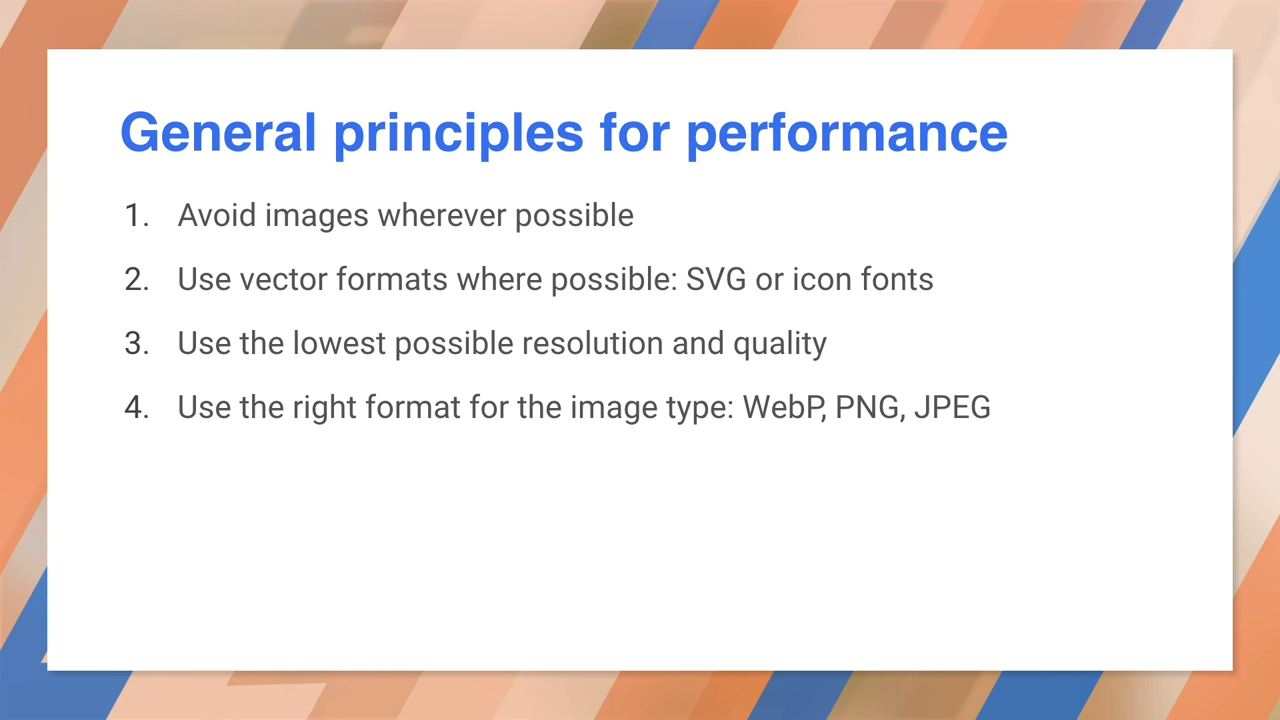 General principles for performance
1. Avoid images wherever possible
2. Use vector formats where possible: SVG or icon fonts
3. Use the lowest possible resolution and quality
4. Use the right format for the image type: WebP, PNG, JPEG